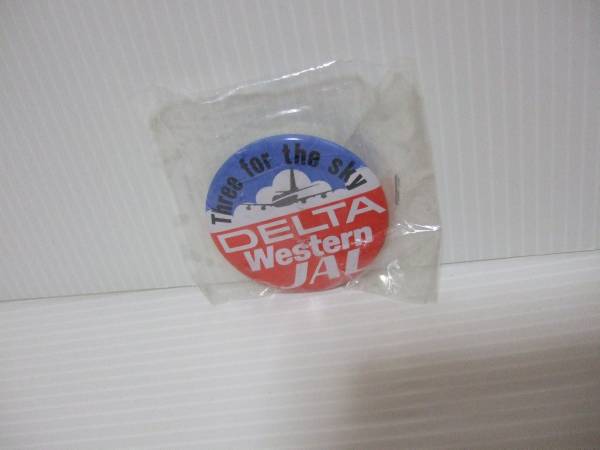 Three for the sky
DELTA
Western
JAL